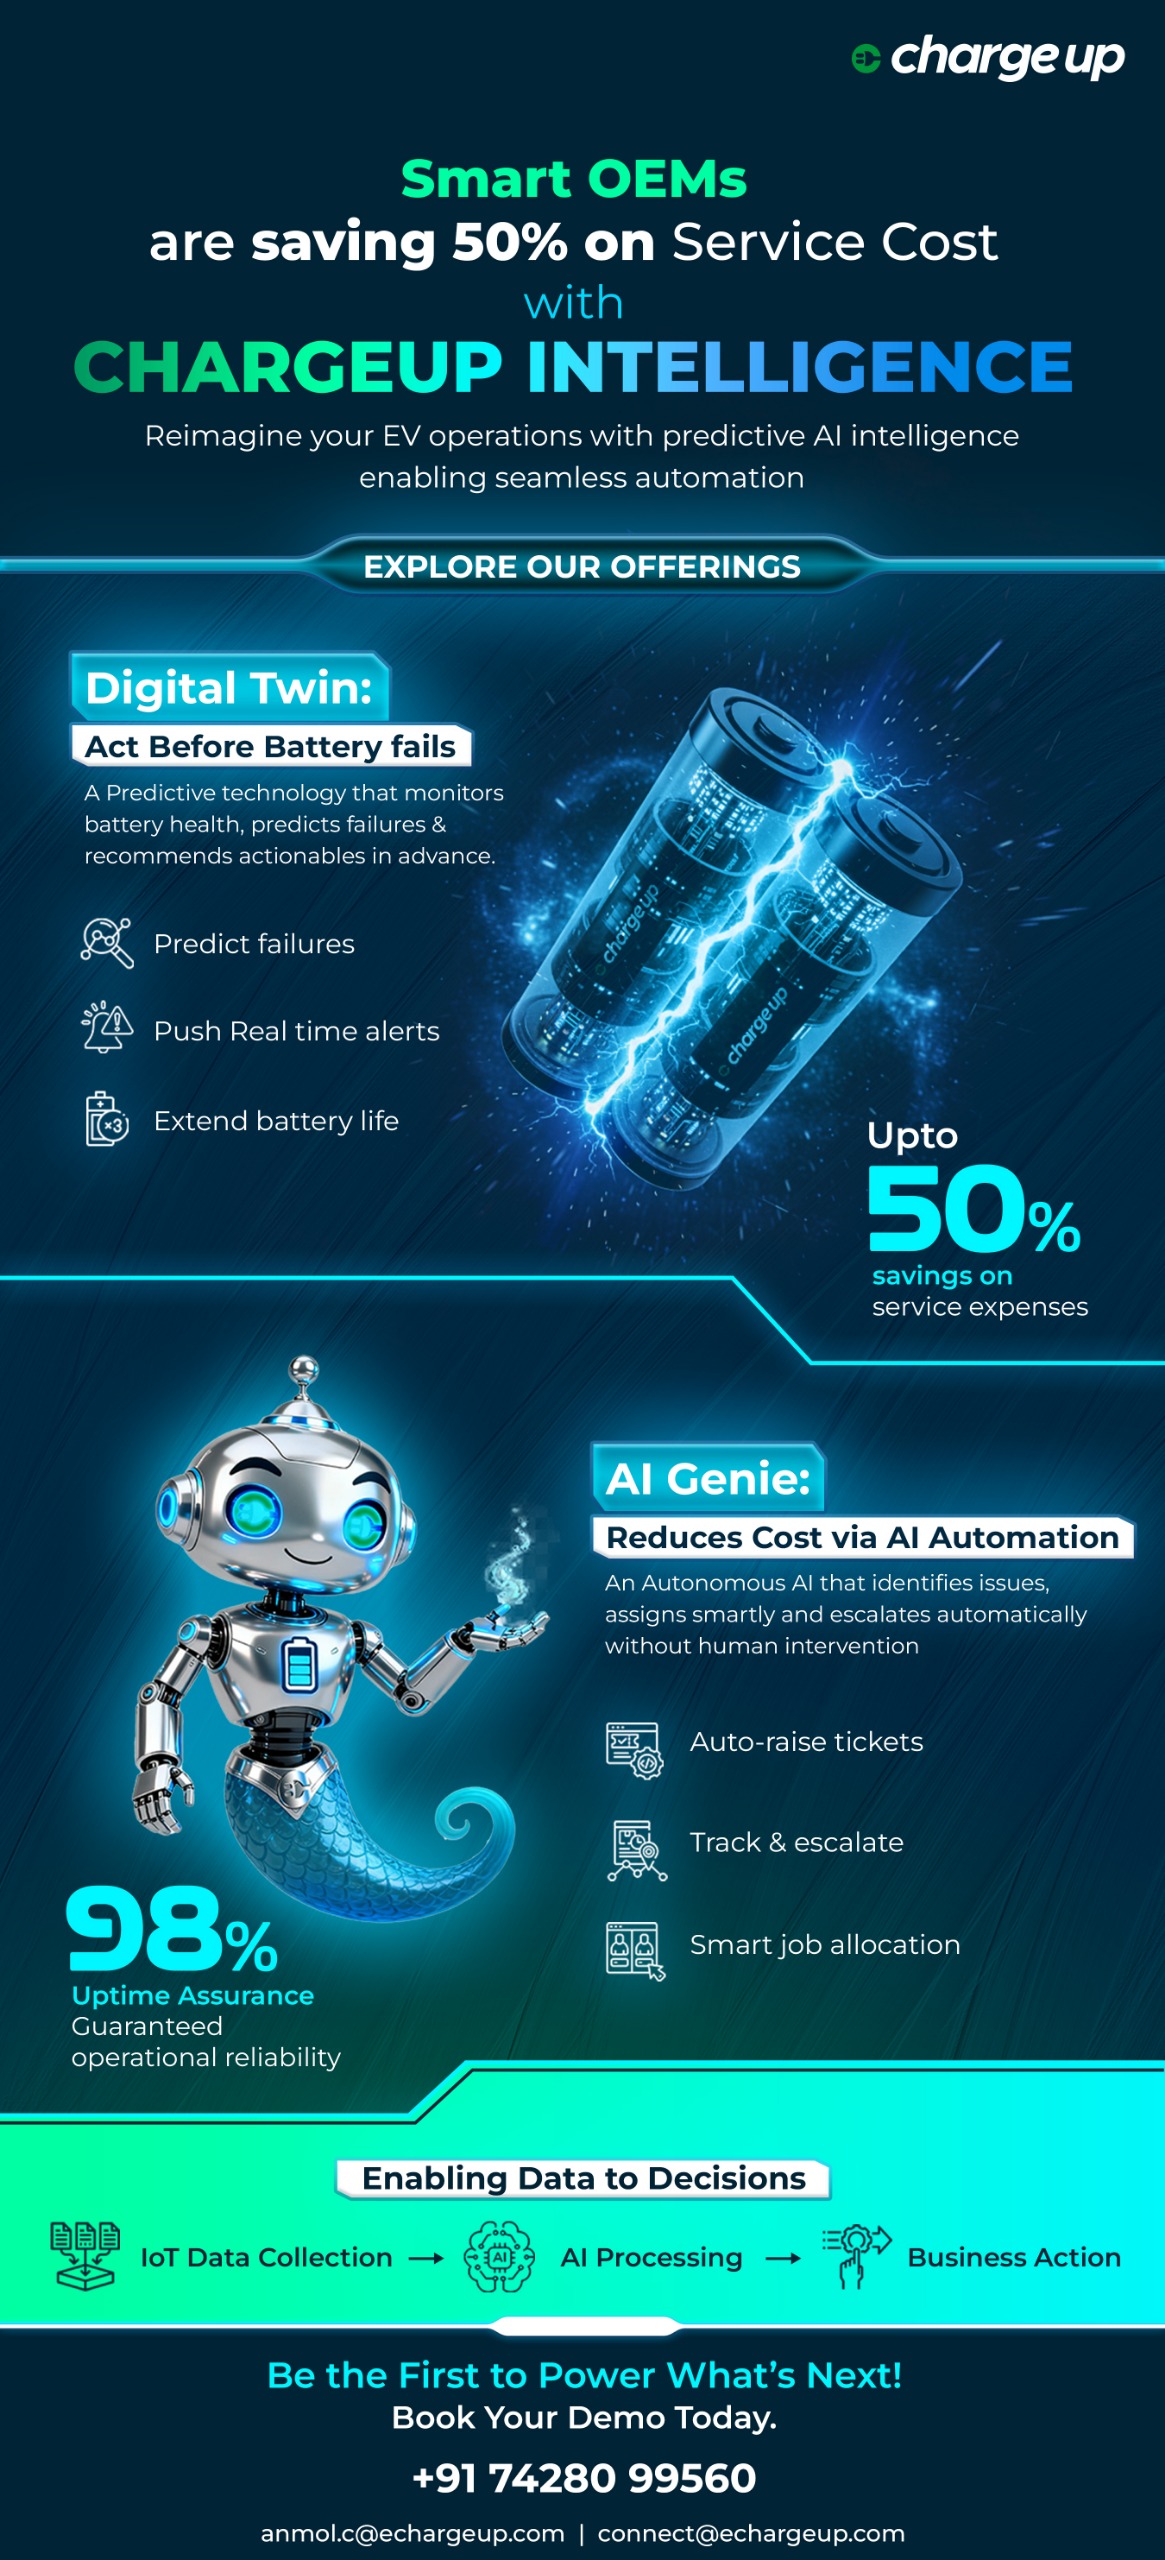 chargeup
Smart OEMs
are saving 50% on Service Cost
with
CHARGEUP INTELLIGENCE
Reimagine your EV operations with predictive AI intelligence
enabling seamless automation
EXPLORE OUR OFFERINGS
Digital Twin:
Act Before Battery fails
A Predictive technology that monitors
battery health, predicts failures &
recommends actionables in advance.
Predict failures
Push Real time alerts
×3
Extend battery life
chargeup
chargeup
Upto
50%
savings on
service expenses
AI Genie:
Reduces Cost via AI Automation
An Autonomous AI that identifies issues,
assigns smartly and escalates automatically
without human intervention
Auto-raise tickets
Track & escalate
Smart job allocation
98%
Uptime Assurance
Guaranteed
operational reliability
Enabling Data to Decisions
IoT Data Collection → AI AI Processing → Business Action
Be the First to Power What's Next!
Book Your Demo Today.
+91 74280 99560
anmol.c@echargeup.com | connect@echargeup.com